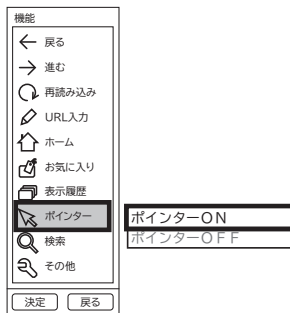 機能
戻る
進む
再読み込み
URL入力
ホーム
お気に入り
表示履歴
ポインター
ポインターON
ポインターOFF
検索
その他
決定
戻る